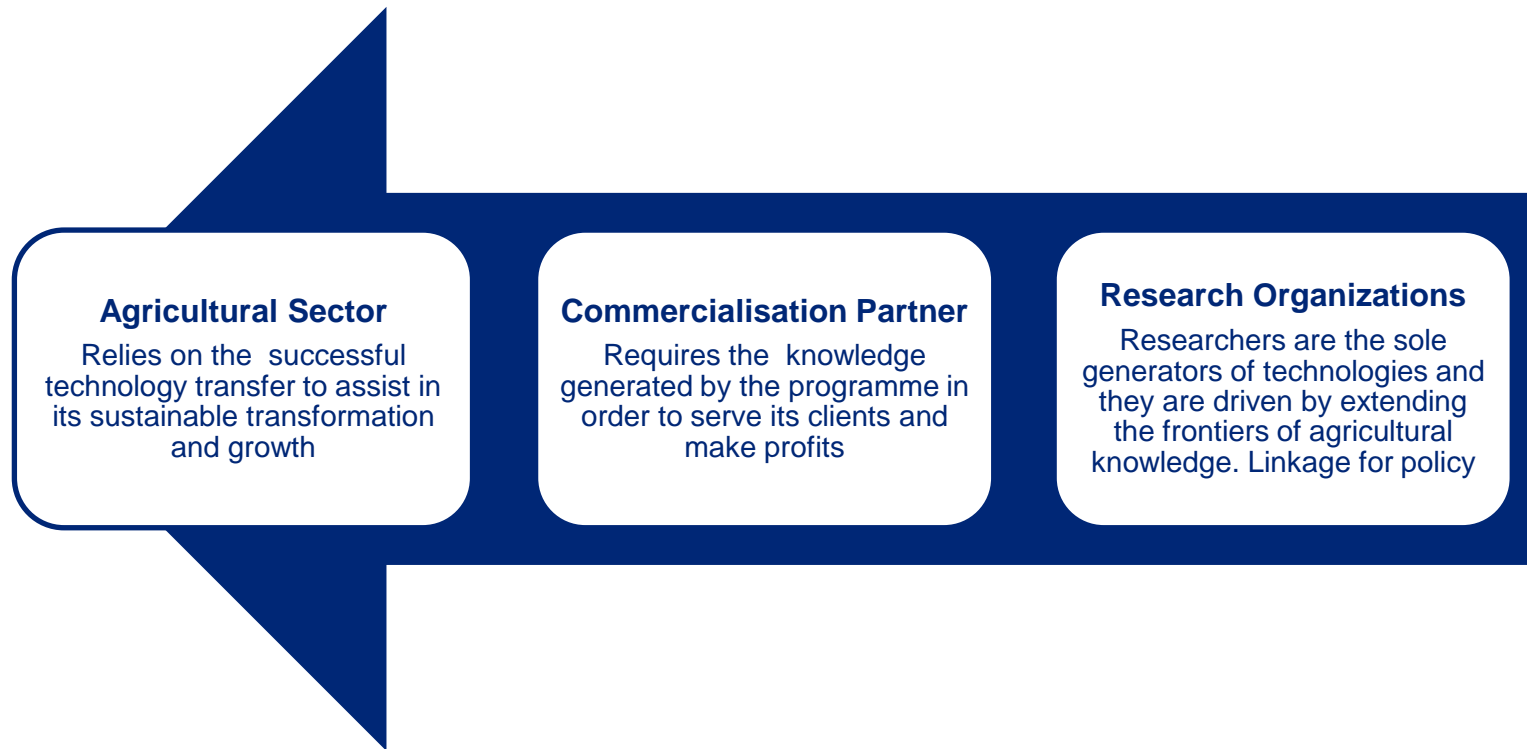 Agricultural Sector
Relies on the  successful
technology transfer to assist in
its sustainable transformation
and growth
Commercialisation Partner
Requires the  knowledge
generated by the programme in
order to serve its clients and
make profits
Research Organizations
Researchers are the sole
generators of technologies and
they are driven by extending
the frontiers of agricultural
knowledge. Linkage for policy